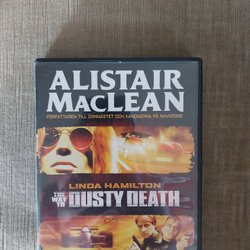 ALISTAIR
MACLEAN
FÖRFATTAREN TILL ÖRNNÄSTET OCH KANONERNA PÅ NAVARONE
LINDA HAMILTON
THE WAY TO DUSTY DEATH